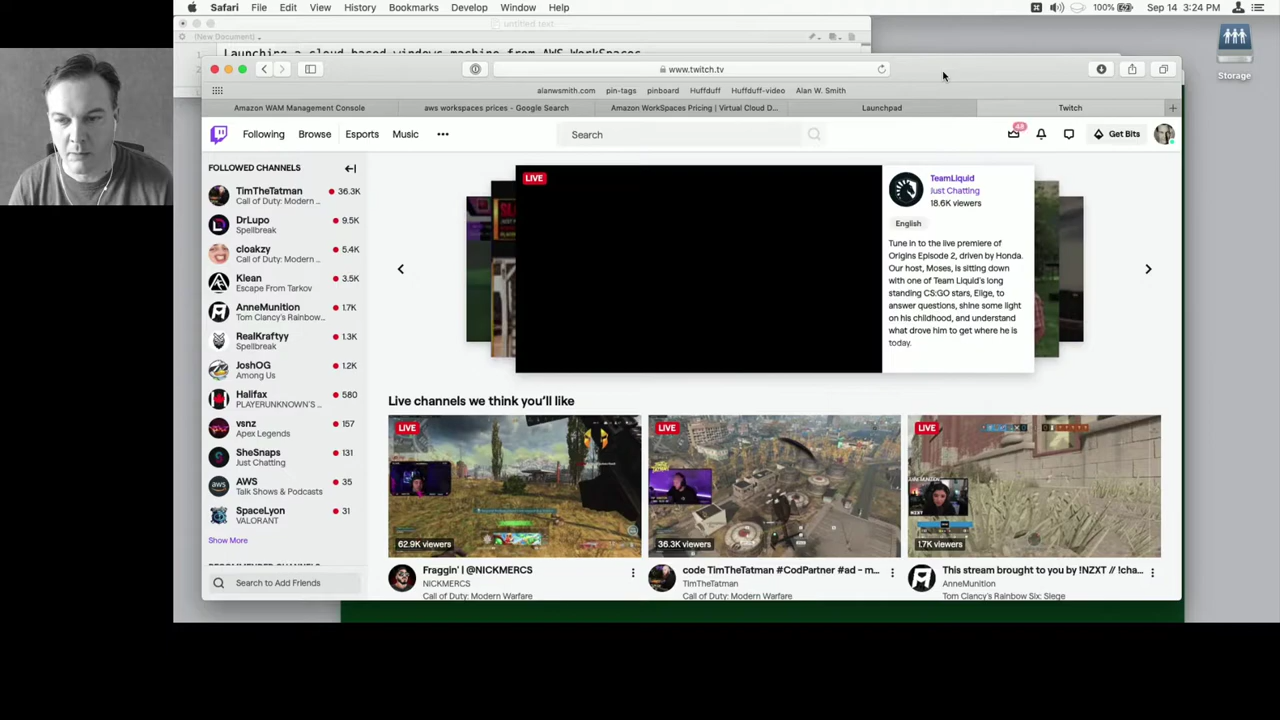 Safari File Edit View History Bookmarks Develop Window Help
100% Sep 14 3:24 PM
untitled text
(New Document)
1 Launching a cloud based windows machine from AWS WorkSpaces
www.twitch.tv
alanwsmith.com pin-tags pinboard Huffduff Huffduff-video Alan W. Smith
Amazon WAM Management Console aws workspaces prices - Google Search Amazon WorkSpaces Pricing | Virtual Cloud D... Launchpad Twitch
Storage
Following Browse Esports Music Search Get Bits
FOLLOWED CHANNELS
TimTheTatman 36.3K
Call of Duty: Modern ...
DrLupo 9.5K
Spellbreak
cloakzy 5.4K
Call of Duty: Modern ...
Klean 3.5K
Escape From Tarkov
AnneMunition 1.7K
Tom Clancy's Rainbow...
RealKraftyy 1.3K
Spellbreak
JoshOG 1.2K
Among Us
Halifax 580
PLAYERUNKNOWN'S ...
vsnz 157
Apex Legends
SheSnaps 131
Just Chatting
AWS 35
Talk Shows & Podcasts
SpaceLyon 31
VALORANT
Show More
Search to Add Friends
LIVE
TeamLiquid
Just Chatting
18.6K viewers
English
Tune in to the live premiere of
Origins Episode 2, driven by Honda.
Our host, Moses, is sitting down
with one of Team Liquid's long
standing CS:GO stars, Elige, to
answer questions, shine some light
on his childhood, and understand
what drove him to get where he is
today.
Live channels we think you'll like
LIVE LIVE LIVE
62.9K viewers 36.3K viewers 1.7K viewers
Fraggin' | @NICKMERCS
NICKMERCS
Call of Duty: Modern Warfare
code TimTheTatman #CodPartner #ad - m...
TimTheTatman
Call of Duty: Modern Warfare
This stream brought to you by !NZXT // !cha...
AnneMunition
Tom Clancy's Rainbow Six: Siege